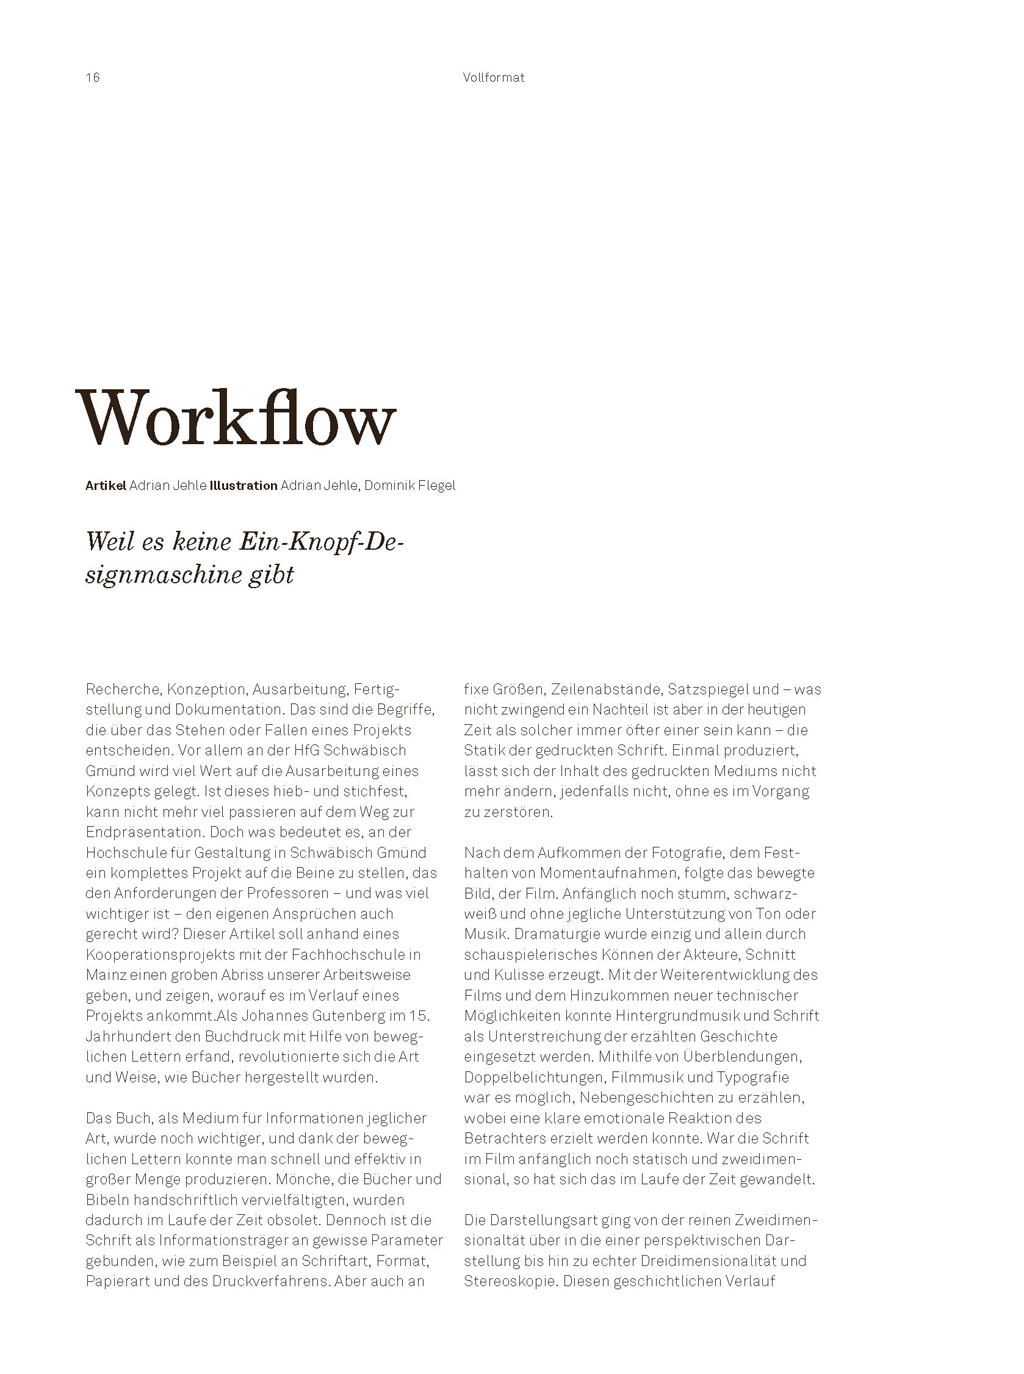 16
Vollformat
Workflow
Artikel Adrian Jehle Illustration Adrian Jehle, Dominik Flegel
Weil es keine Ein-Knopf-De-
signmaschine gibt
Recherche, Konzeption, Ausarbeitung, Fertig-
stellung und Dokumentation. Das sind die Begriffe,
die über das Stehen oder Fallen eines Projekts
entscheiden. Vor allem an der HfG Schwäbisch
Gmünd wird viel Wert auf die Ausarbeitung eines
Konzepts gelegt. Ist dieses hieb- und stichfest,
kann nicht mehr viel passieren auf dem Weg zur
Endpräsentation. Doch was bedeutet es, an der
Hochschule für Gestaltung in Schwäbisch Gmünd
ein komplettes Projekt auf die Beine zu stellen, das
den Anforderungen der Professoren – und was viel
wichtiger ist – den eigenen Ansprüchen auch
gerecht wird? Dieser Artikel soll anhand eines
Kooperationsprojekts mit der Fachhochschule in
Mainz einen groben Abriss unserer Arbeitsweise
geben, und zeigen, worauf es im Verlauf eines
Projekts ankommt.Als Johannes Gutenberg im 15.
Jahrhundert den Buchdruck mit Hilfe von beweg-
lichen Lettern erfand, revolutionierte sich die Art
und Weise, wie Bücher hergestellt wurden.
Das Buch, als Medium für Informationen jeglicher
Art, wurde noch wichtiger, und dank der beweg-
lichen Lettern konnte man schnell und effektiv in
großer Menge produzieren. Mönche, die Bücher und
Bibeln handschriftlich vervielfältigten, wurden
dadurch im Laufe der Zeit obsolet. Dennoch ist die
Schrift als Informationsträger an gewisse Parameter
gebunden, wie zum Beispiel an Schriftart, Format,
Papierart und des Druckverfahrens. Aber auch an
fixe Größen, Zeilenabstände, Satzspiegel und – was
nicht zwingend ein Nachteil ist aber in der heutigen
Zeit als solcher immer öfter einer sein kann – die
Statik der gedruckten Schrift. Einmal produziert,
lässt sich der Inhalt des gedruckten Mediums nicht
mehr ändern, jedenfalls nicht, ohne es im Vorgang
zu zerstören.
Nach dem Aufkommen der Fotografie, dem Fest-
halten von Momentaufnahmen, folgte das bewegte
Bild, der Film. Anfänglich noch stumm, schwarz-
weiß und ohne jegliche Unterstützung von Ton oder
Musik. Dramaturgie wurde einzig und allein durch
schauspielerisches Können der Akteure, Schnitt
und Kulisse erzeugt. Mit der Weiterentwicklung des
Films und dem Hinzukommen neuer technischer
Möglichkeiten konnte Hintergrundmusik und Schrift
als Unterstreichung der erzählten Geschichte
eingesetzt werden. Mithilfe von Überblendungen,
Doppelbelichtungen, Filmmusik und Typografie
war es möglich, Nebengeschichten zu erzählen,
wobei eine klare emotionale Reaktion des
Betrachters erzielt werden konnte. War die Schrift
im Film anfänglich noch statisch und zweidimen-
sional, so hat sich das im Laufe der Zeit gewandelt.
Die Darstellungsart ging von der reinen Zweidimen-
sionaltät über in die einer perspektivischen Dar-
stellung bis hin zu echter Dreidimensionalität und
Stereoskopie. Diesen geschichtlichen Verlauf